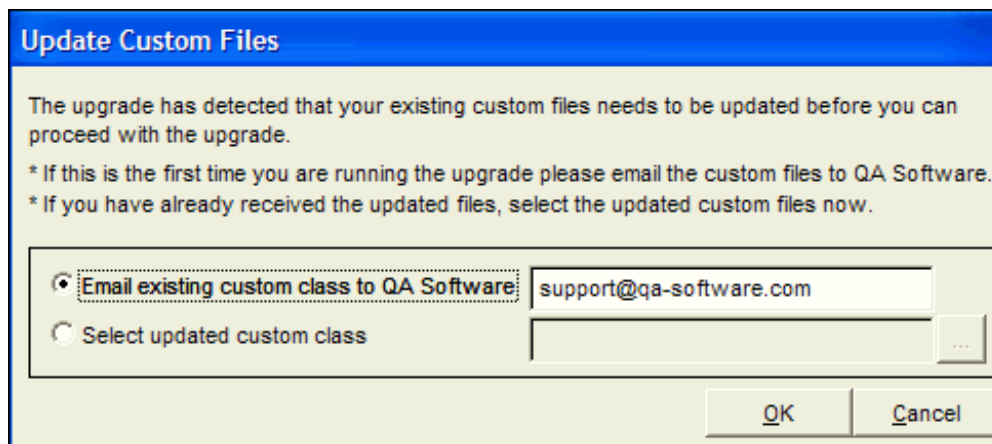 Update Custom Files
The upgrade has detected that your existing custom files needs to be updated before you can
proceed with the upgrade.
* If this is the first time you are running the upgrade please email the custom files to QA Software.
* If you have already received the updated files, select the updated custom files now.
Email existing custom class to QA Software support@qa-software.com
Select updated custom class ...
OK Cancel